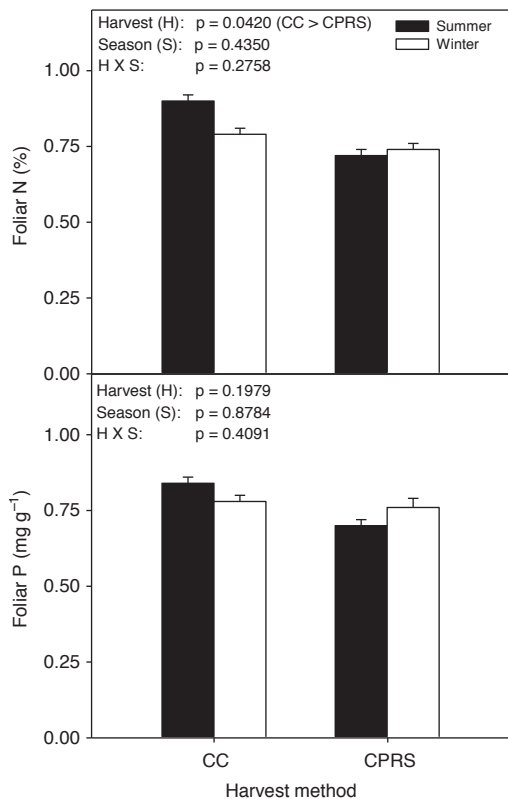 Harvest (H): p = 0.0420 (CC > CPRS)
Season (S): p = 0.4350
H X S: p = 0.2758
Summer
Winter
1.00
0.75
0.50
0.25
0.00
Foliar N (%)
Harvest (H): p = 0.1979
Season (S): p = 0.8784
H X S: p = 0.4091
1.00
0.75
0.50
0.25
0.00
Foliar P (mg g⁻¹)
CC CPRS
Harvest method